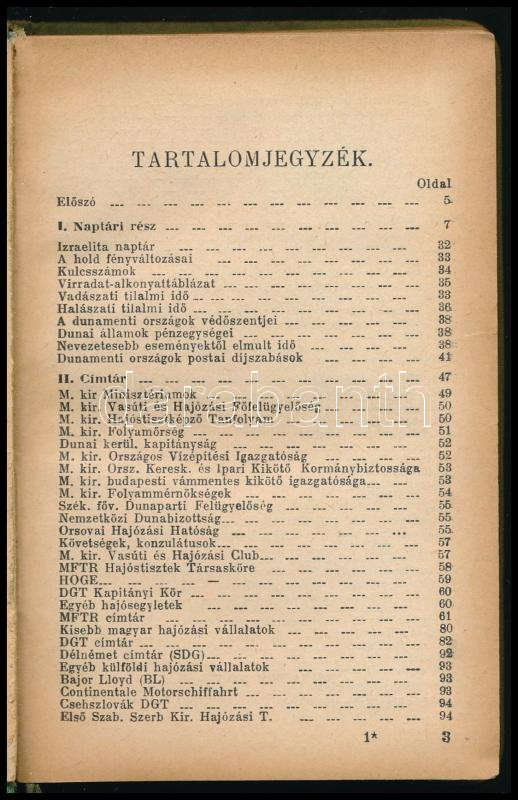 TARTALOMJEGYZÉK.
Oldal
Előszó 5
I. Naptári rész 7
Izraelita naptár 32
A hold fényváltozásai 33
Kulcsszámok 34
Virradat-alkonyattáblázat 35
Vadászati tilalmi idő 33
Halászati tilalmi idő 36
A dunamenti országok védőszentjei 38
Dunai államok pénzegységei 38
Nevezetesebb eseményektől elmult idő 38
Dunamenti országok postai díjszabások 41
II. Címtár 47
M. kir Minisztériumok 49
M. kir. Vasúti és Hajózási Főfelügyelőség 50
M. kir. Hajóstisztképző Tanfolyam 50
M. kir. Folyamőrség 51
Dunai kerül. kapitányság 52
M. kir. Országos Vízépítési Igazgatóság 52
M. kir. Orsz. Keresk. és Ipari Kikötő Kormánybiztossága 53
M. kir. budapesti vámmentes kikötő igazgatósága 53
M. kir. Folyammérnökségek 54
Szék. főv. Dunaparti Felügyelőség 55
Nemzetközi Dunabizottság 55
Orsovai Hajózási Hatóság 55
Követségek, konzulátusok 57
M. kir. Vasúti és Hajózási Club 57
MFTR Hajóstisztek Társasköre 58
HOGE 59
DGT Kapitányi Kör 60
Egyéb hajósegyletek 60
MFTR címtár 61
Kisebb magyar hajózási vállalatok 80
DGT címtár 82
Délnémet címtár (SDG) 92
Egyéb külföldi hajózási vállalatok 93
Bajor Lloyd (BL) 93
Continentale Motorschiffahrt 93
Csehszlovák DGT 94
Első Szab. Szerb Kir. Hajózási T. 94
1* 3
darabanth